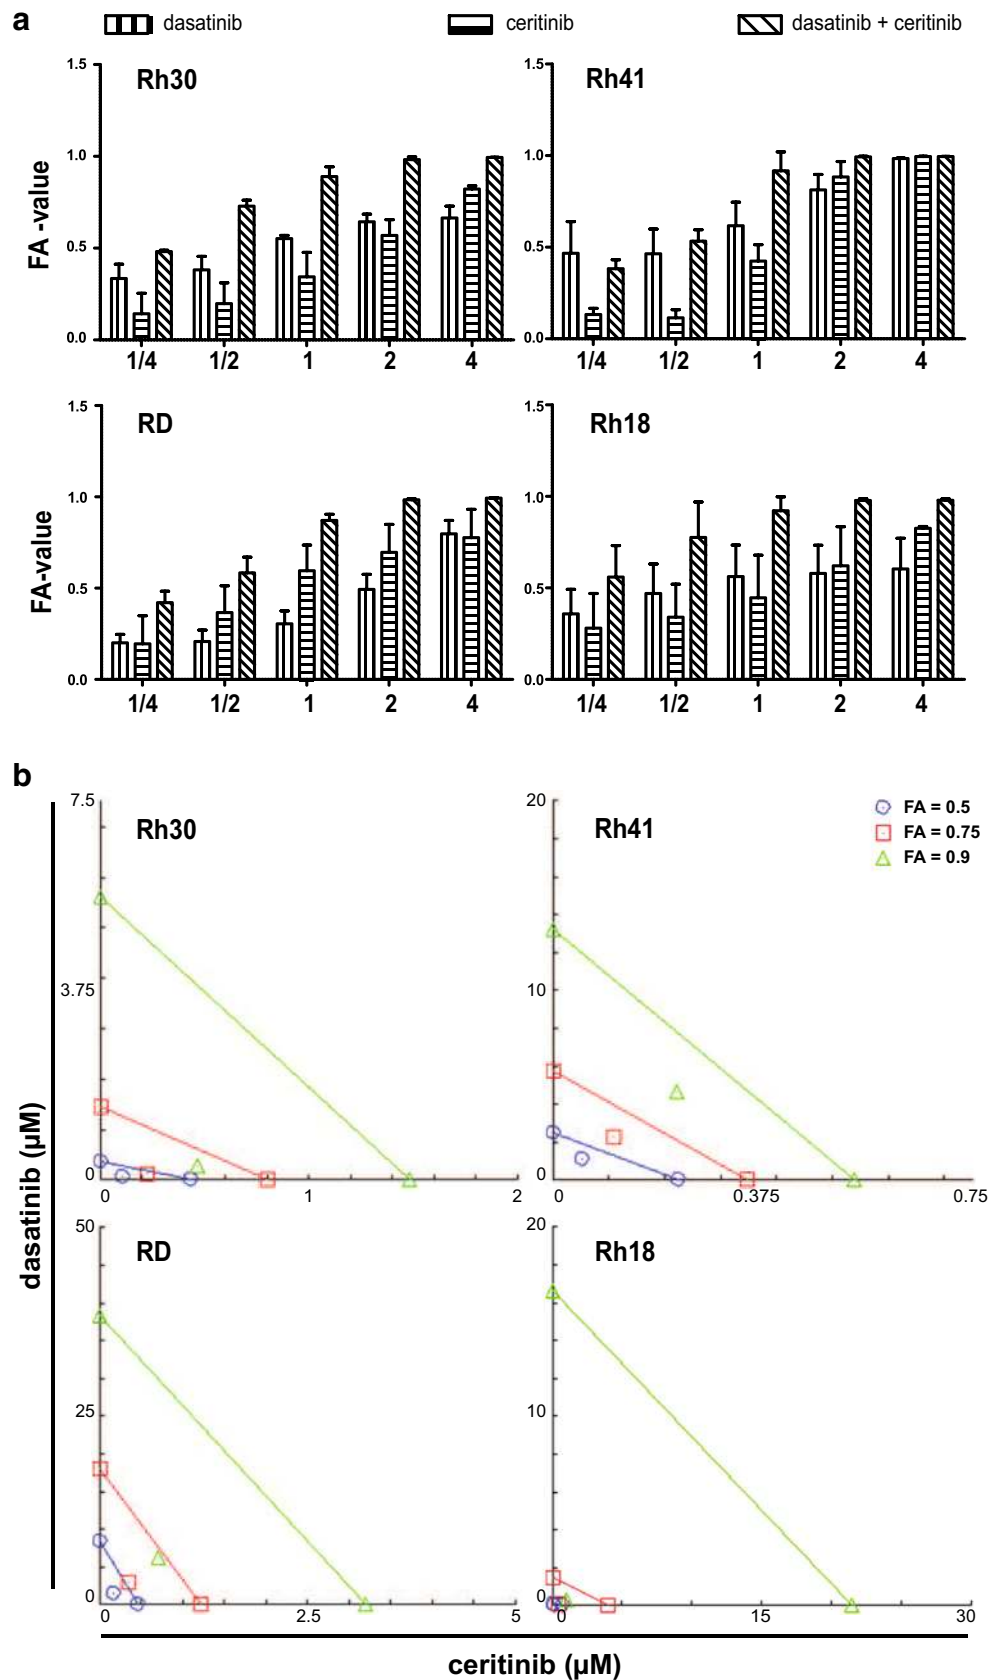 a
dasatinib ceritinib dasatinib + ceritinib
Rh30
1.5
1.0
0.5
0.0
FA -value
1/4 1/2 1 2 4
Rh41
1.5
1.0
0.5
0.0
1/4 1/2 1 2 4
RD
1.5
1.0
0.5
0.0
FA-value
1/4 1/2 1 2 4
Rh18
1.5
1.0
0.5
0.0
1/4 1/2 1 2 4
b
Rh30
7.5
3.75
0
0 1 2
Rh41
20
10
0
0 0.375 0.75
FA = 0.5
FA = 0.75
FA = 0.9
dasatinib (µM)
RD
50
25
0
0 2.5 5
Rh18
20
10
0
0 15 30
ceritinib (µM)